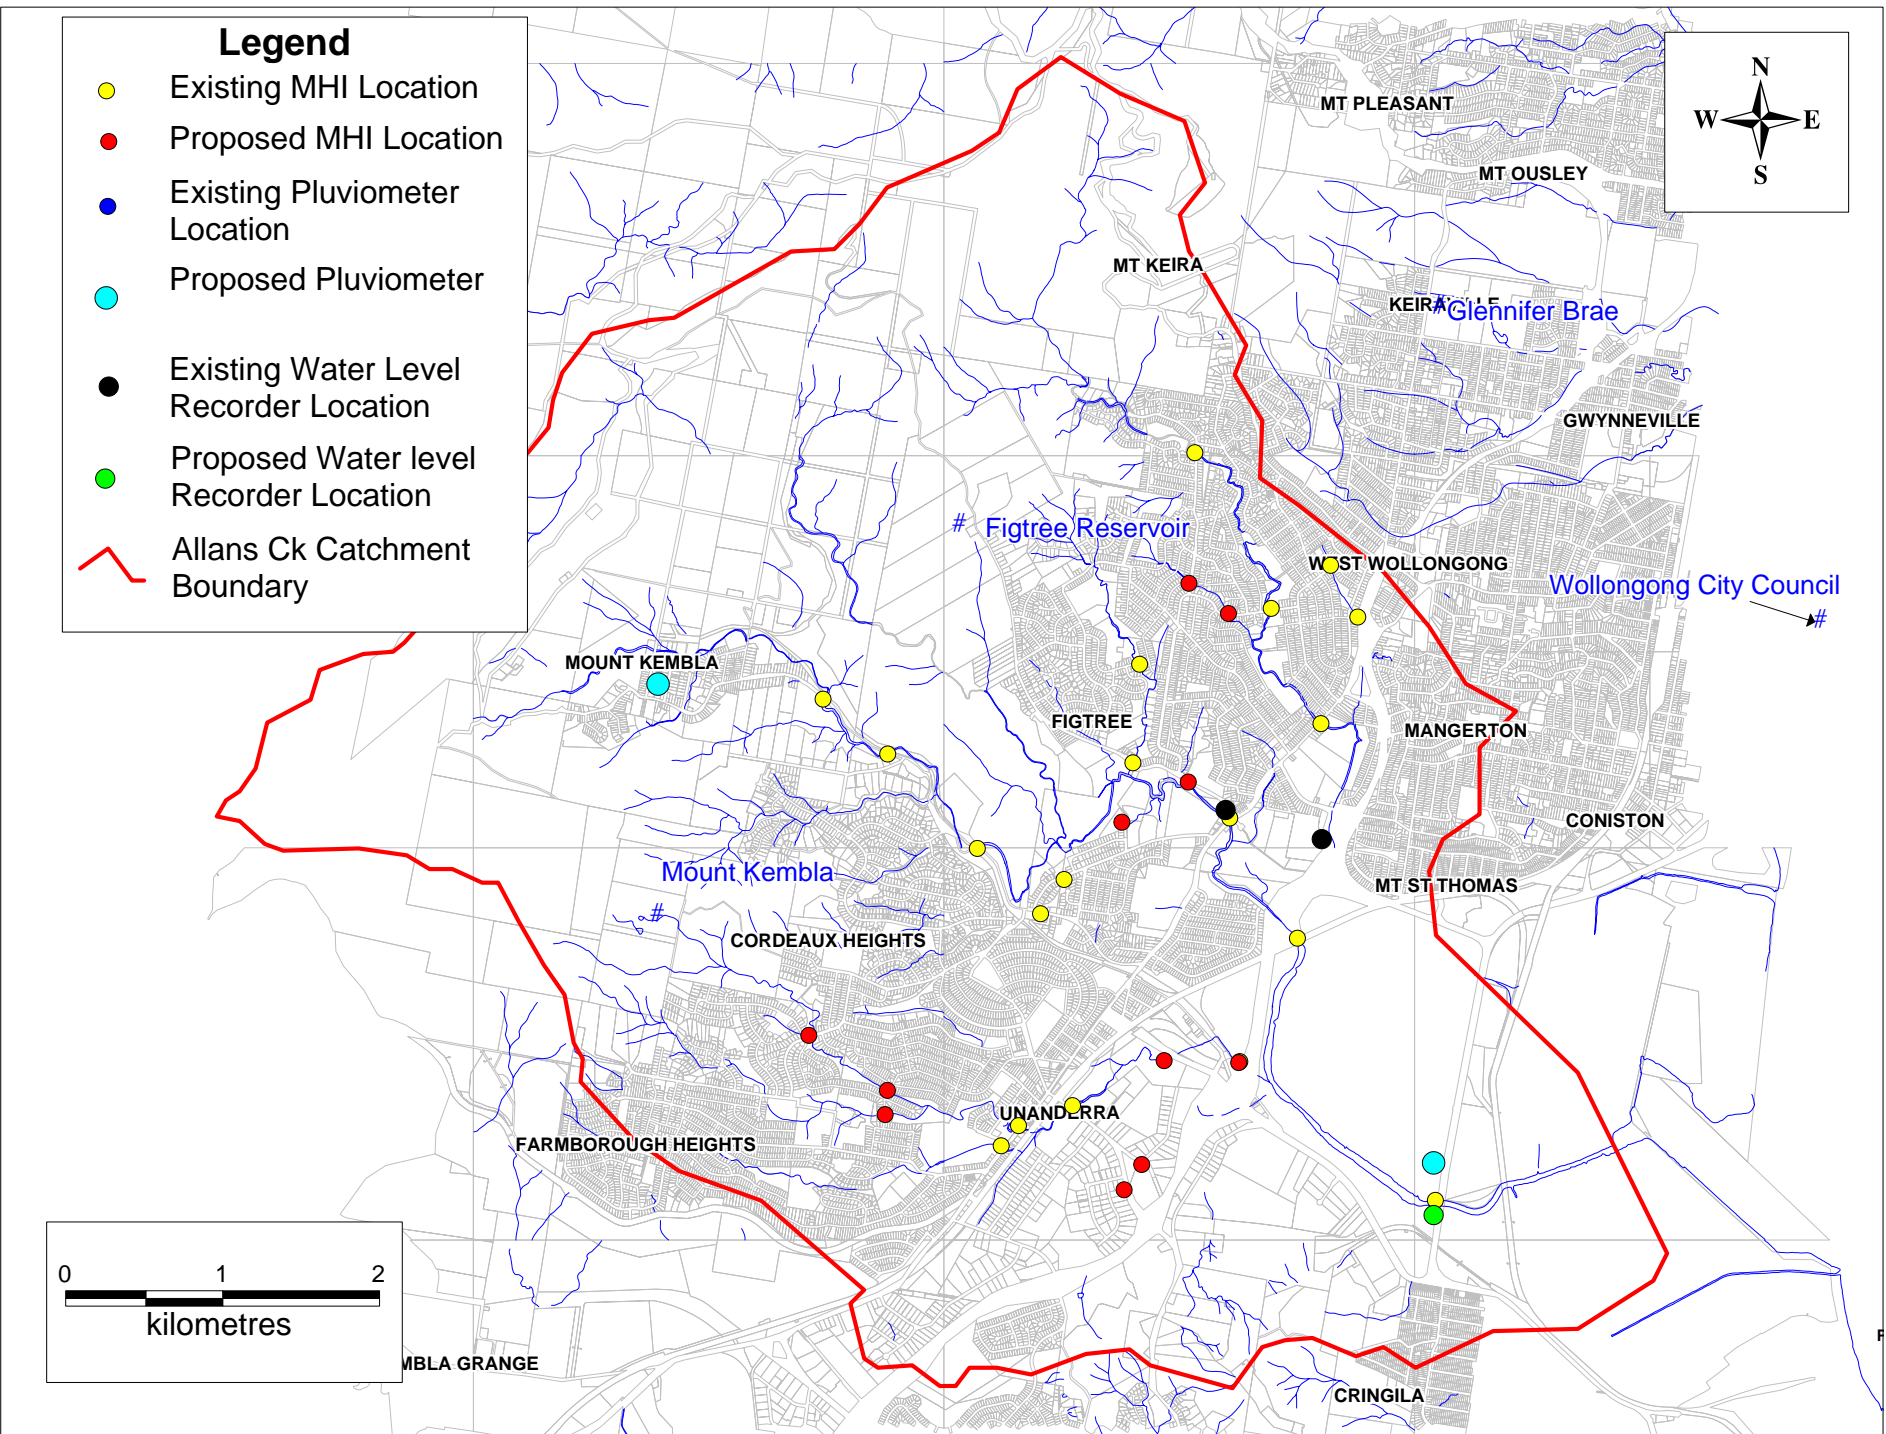 Legend
Existing MHI Location
Proposed MHI Location
Existing Pluviometer
Location
Proposed Pluviometer
Existing Water Level
Recorder Location
Proposed Water level
Recorder Location
Allans Ck Catchment
Boundary
N
W E
S
MT PLEASANT
MT OUSLEY
MT KEIRA
#Glennifer Brae
GWYNNEVILLE
# Figtree Reservoir
WEST WOLLONGONG
Wollongong City Council
#
MOUNT KEMBLA
FIGTREE
MANGERTON
CONISTON
Mount Kembla
#
MT ST THOMAS
CORDEAUX HEIGHTS
UNANDERRA
FARMBOROUGH HEIGHTS
0 1 2
kilometres
MBLA GRANGE
CRINGILA